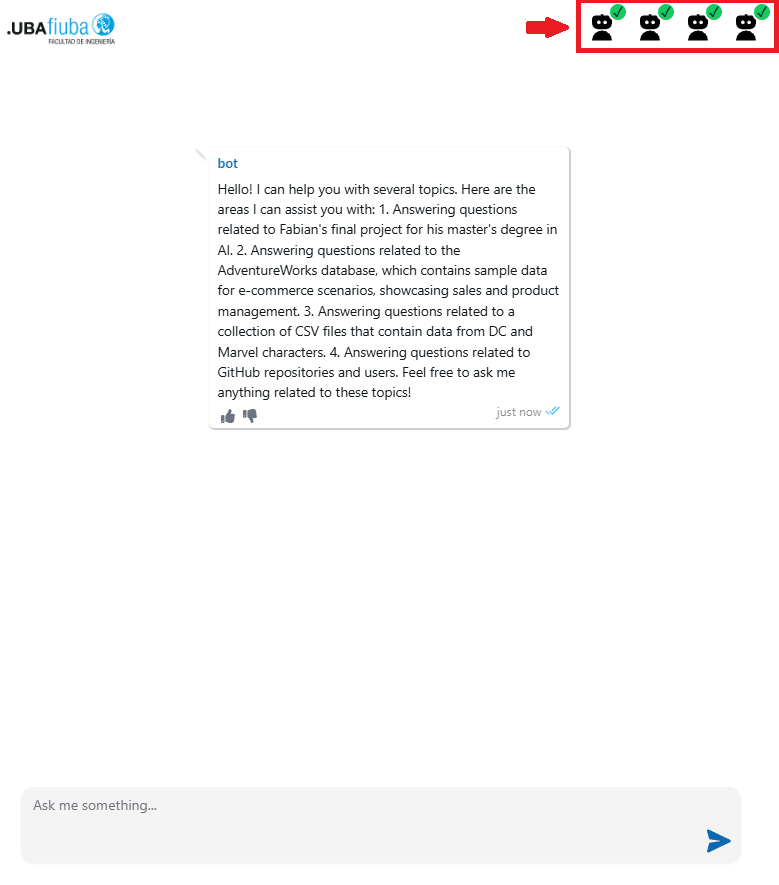 .UBAfiuba
FACULTAD DE INGENIERÍA
bot
Hello! I can help you with several topics. Here are the
areas I can assist you with: 1. Answering questions
related to Fabian's final project for his master's degree in
AI. 2. Answering questions related to the
AdventureWorks database, which contains sample data
for e-commerce scenarios, showcasing sales and product
management. 3. Answering questions related to a
collection of CSV files that contain data from DC and
Marvel characters. 4. Answering questions related to
GitHub repositories and users. Feel free to ask me
anything related to these topics!
just now
Ask me something...